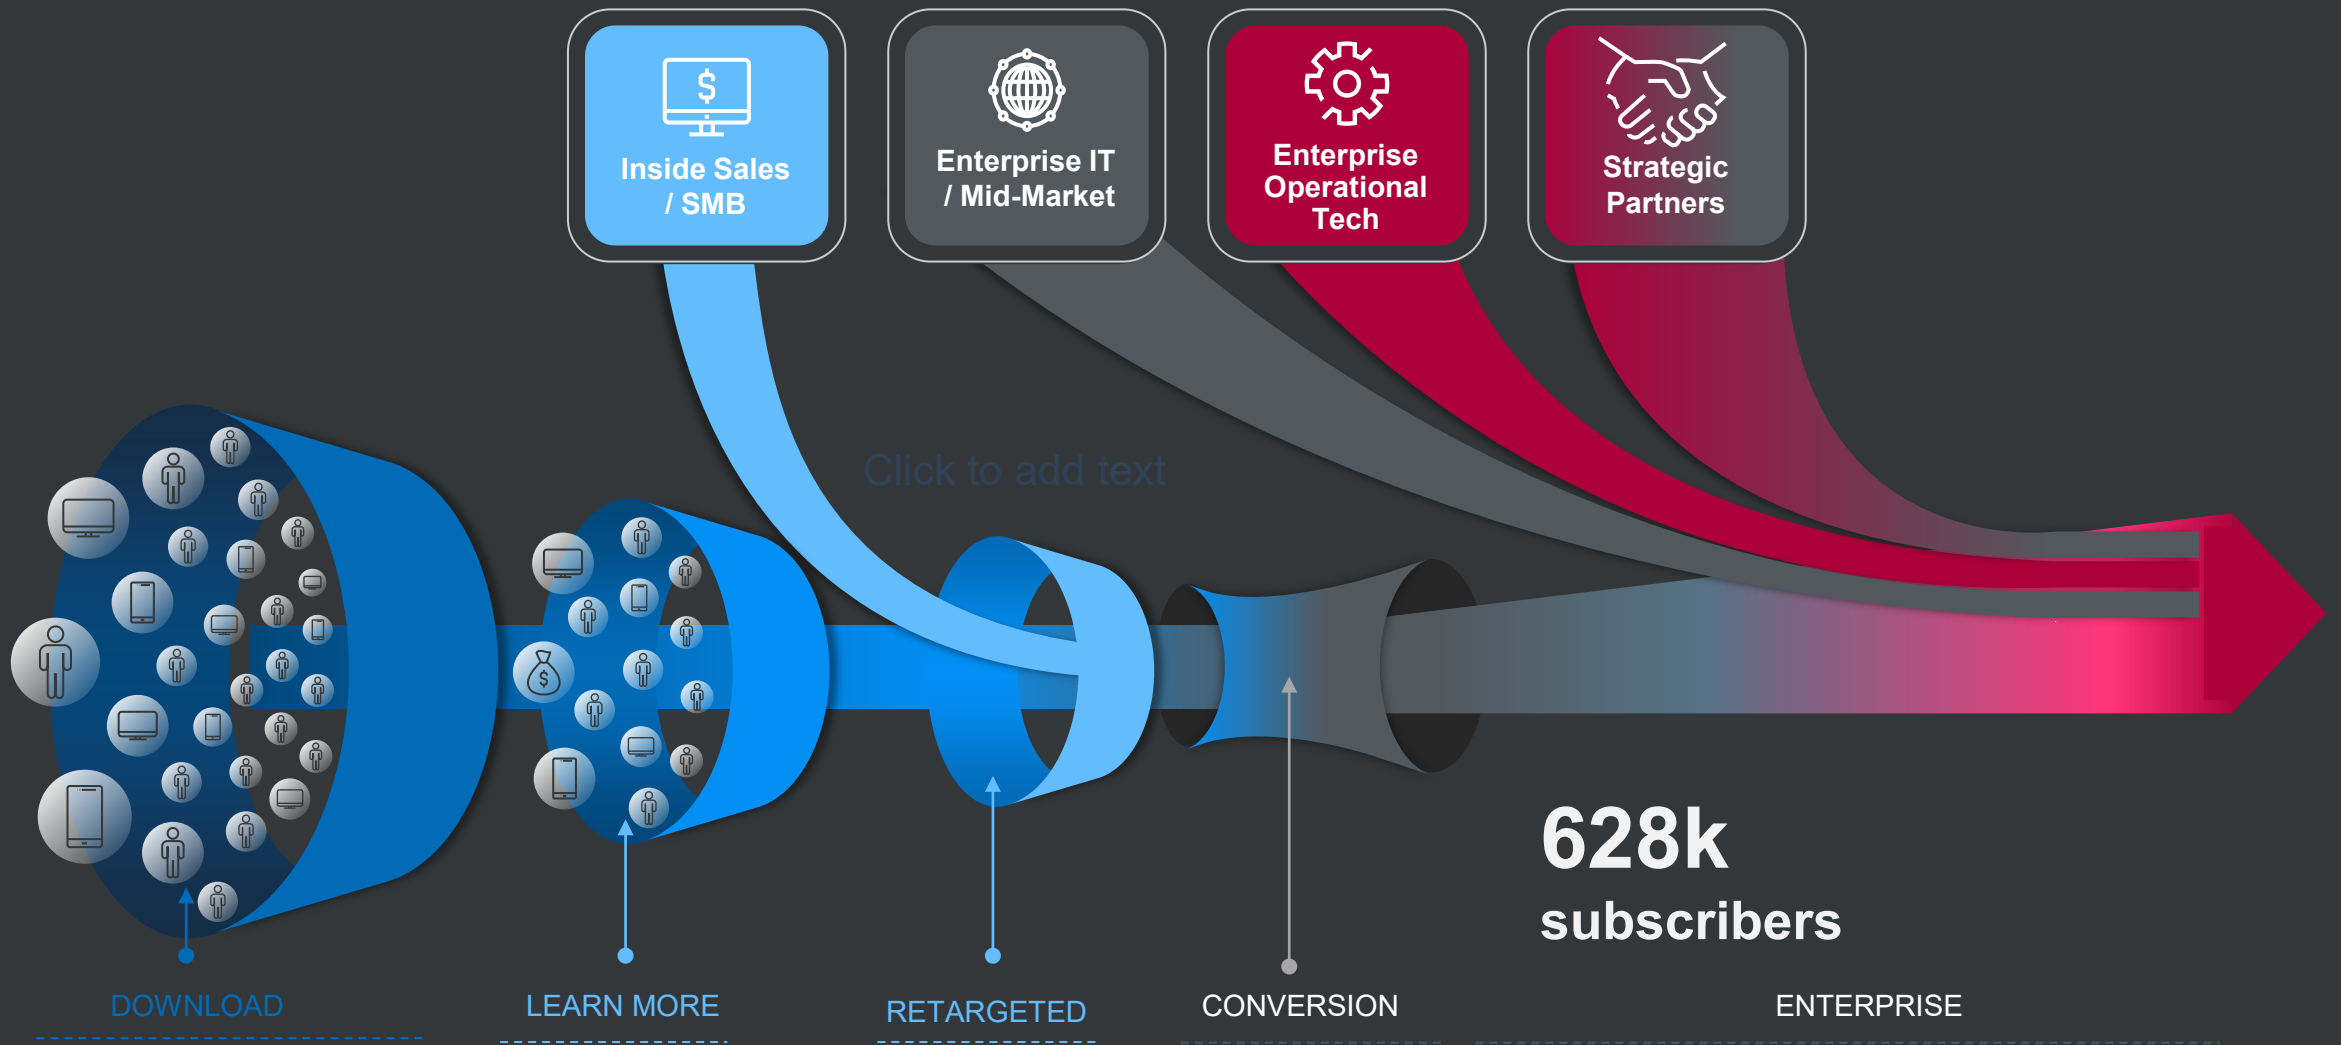 Inside Sales
/ SMB
Enterprise IT
/ Mid-Market
Enterprise
Operational
Tech
Strategic
Partners
Click to add text
$
$
628k
subscribers
DOWNLOAD
LEARN MORE
RETARGETED
CONVERSION
ENTERPRISE